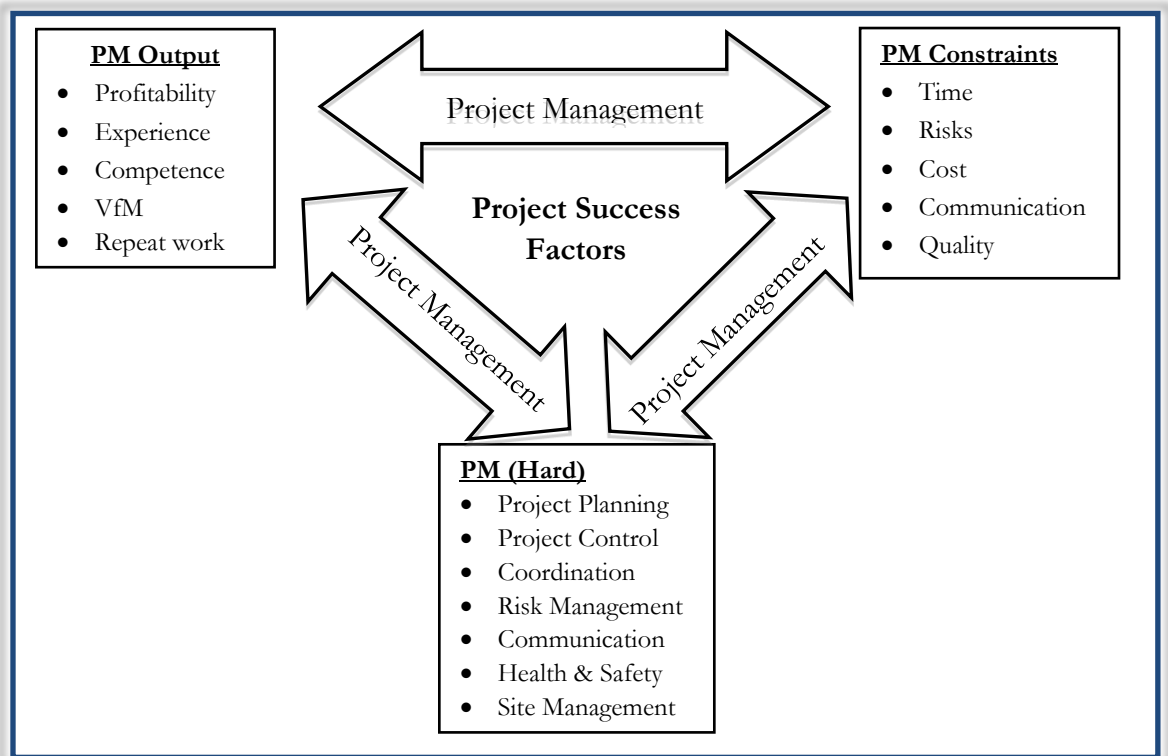 PM Output
• Profitability
• Experience
• Competence
• VfM
• Repeat work
Project Management
PM Constraints
• Time
• Risks
• Cost
• Communication
• Quality
Project Success
Factors
Project Management
Project Management
PM (Hard)
• Project Planning
• Project Control
• Coordination
• Risk Management
• Communication
• Health & Safety
• Site Management